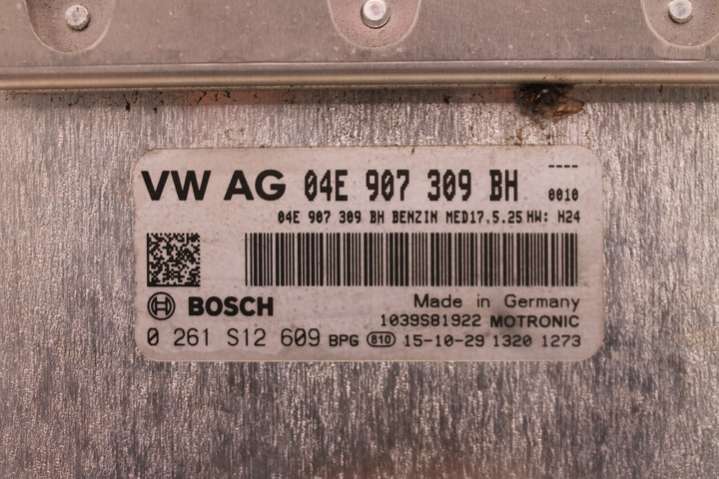 ----
VW AG 04E 907 309 BH 0010
04E 907 309 BH BENZIN MED17.5.25 HW: H24
BOSCH
Made in Germany
1039S81922 MOTRONIC
0 261 S12 609 BPG 810 15-10-29 1320 1273